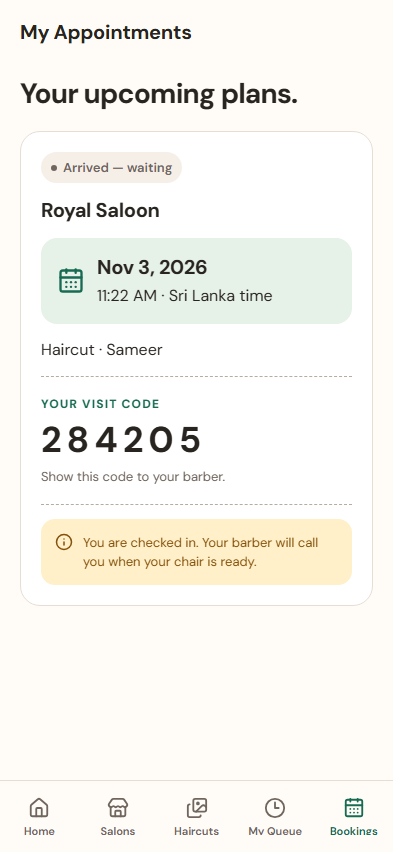 My Appointments
Your upcoming plans.
Arrived — waiting
Royal Saloon
Nov 3, 2026
11:22 AM · Sri Lanka time
Haircut · Sameer
YOUR VISIT CODE
284205
Show this code to your barber.
You are checked in. Your barber will call
you when your chair is ready.
Home Salons Haircuts My Queue Bookings